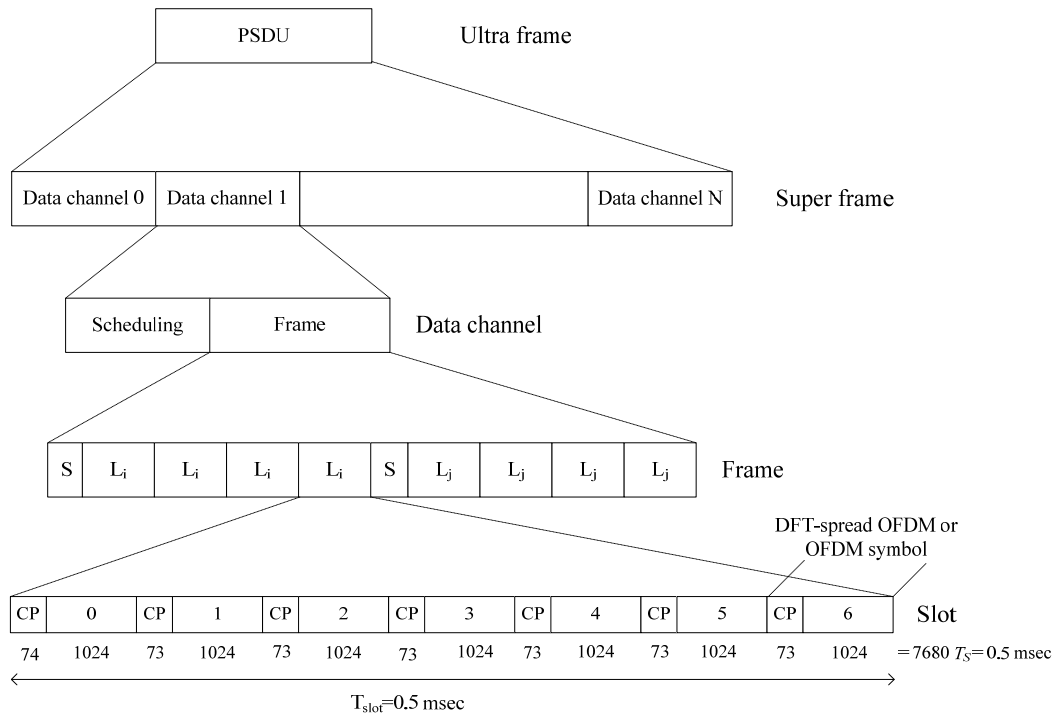 PSDU Ultra frame
Data channel 0 Data channel 1 Data channel N Super frame
Scheduling Frame Data channel
S Li Li Li Li S Lj Lj Lj Lj Frame
DFT-spread OFDM or
OFDM symbol
CP 0 CP 1 CP 2 CP 3 CP 4 CP 5 CP 6 Slot
74 1024 73 1024 73 1024 73 1024 73 1024 73 1024 73 1024 =7680 TS=0.5 msec
Tslot=0.5 msec